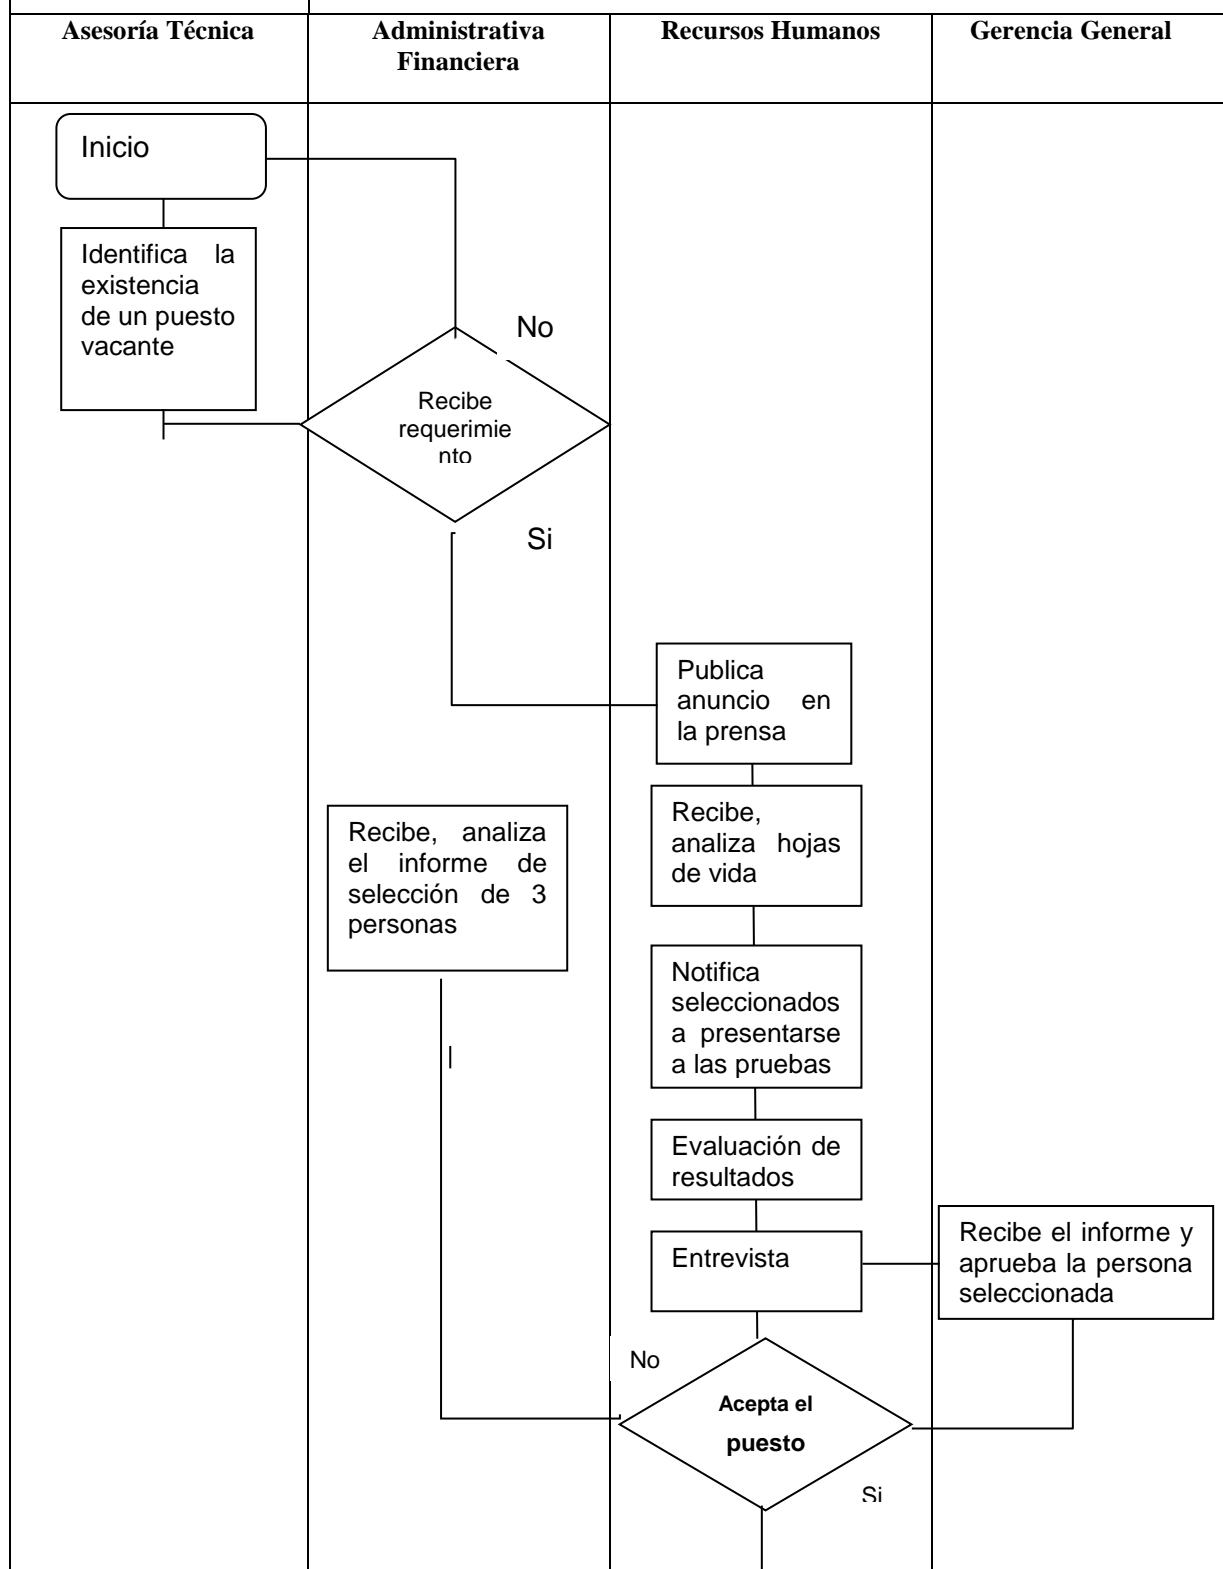 Asesoría Técnica
Administrativa
Financiera
Recursos Humanos
Gerencia General
Inicio
Identifica la
existencia
de un puesto
vacante
No
Recibe
requerimie
nto
Si
Publica
anuncio en
la prensa
Recibe, analiza
el informe de
selección de 3
personas
Recibe,
analiza hojas
de vida
Notifica
seleccionados
a presentarse
a las pruebas
Evaluación de
resultados
Entrevista
Recibe el informe y
aprueba la persona
seleccionada
No
Acepta el
puesto
Si